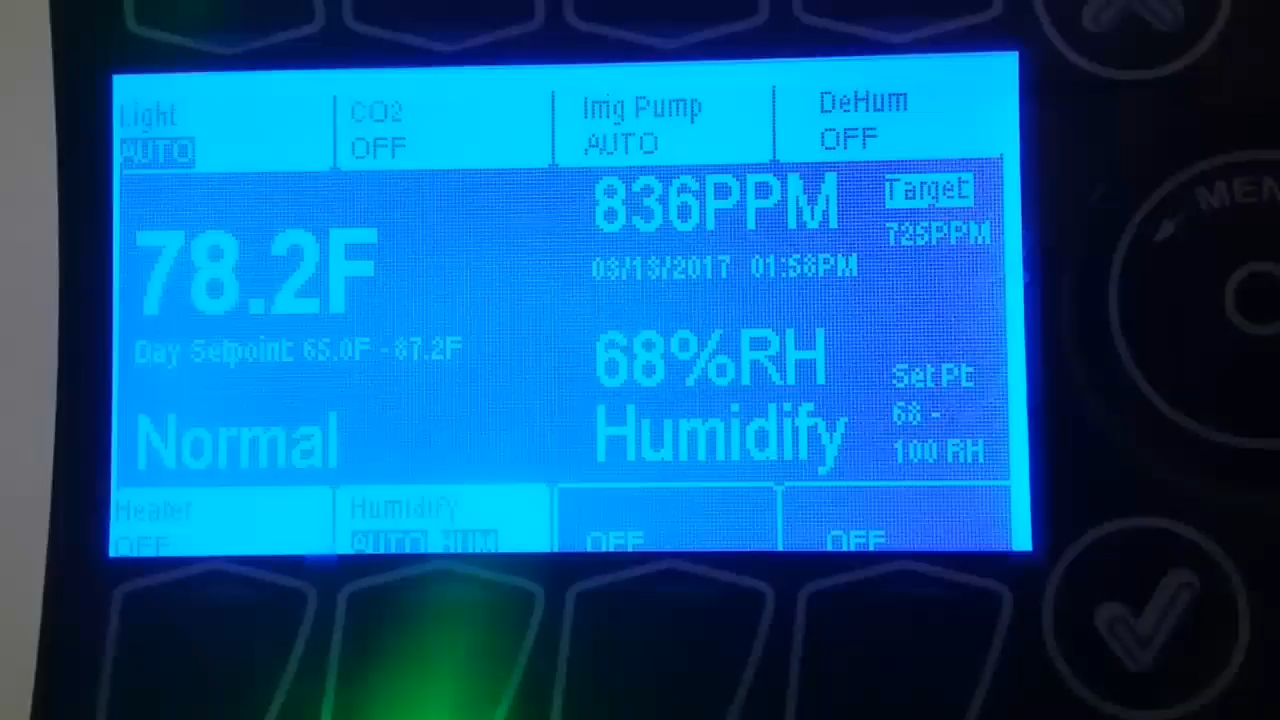 Light
AUTO
CO2
OFF
Irrig Pump
AUTO
DeHum
OFF
78.2F
Day Setpoint 65.0F - 87.2F
Normal
836PPM
Target
725PPM
03/13/2017 01:58PM
68%RH
Humidify
Set Pt
68 -
100 RH
Heater
OFF
Humidify
AUTO HUM
OFF
OFF